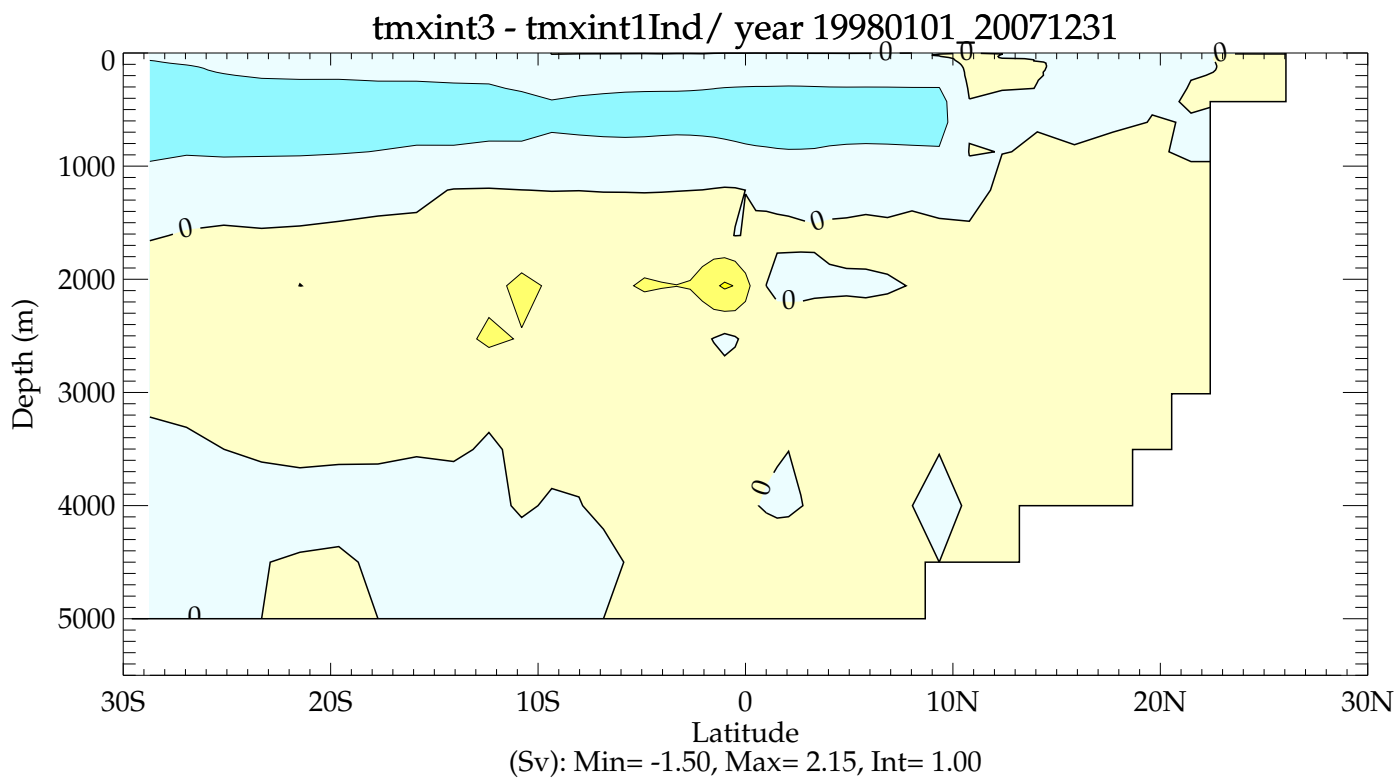 tmxint3 - tmxint1Ind/ year 19980101_20071231
0
0
0
0
1000
2000
3000
4000
5000
Depth (m)
0
0
0
0
0
30S
20S
10S
0
10N
20N
30N
Latitude
(Sv): Min= -1.50, Max= 2.15, Int= 1.00